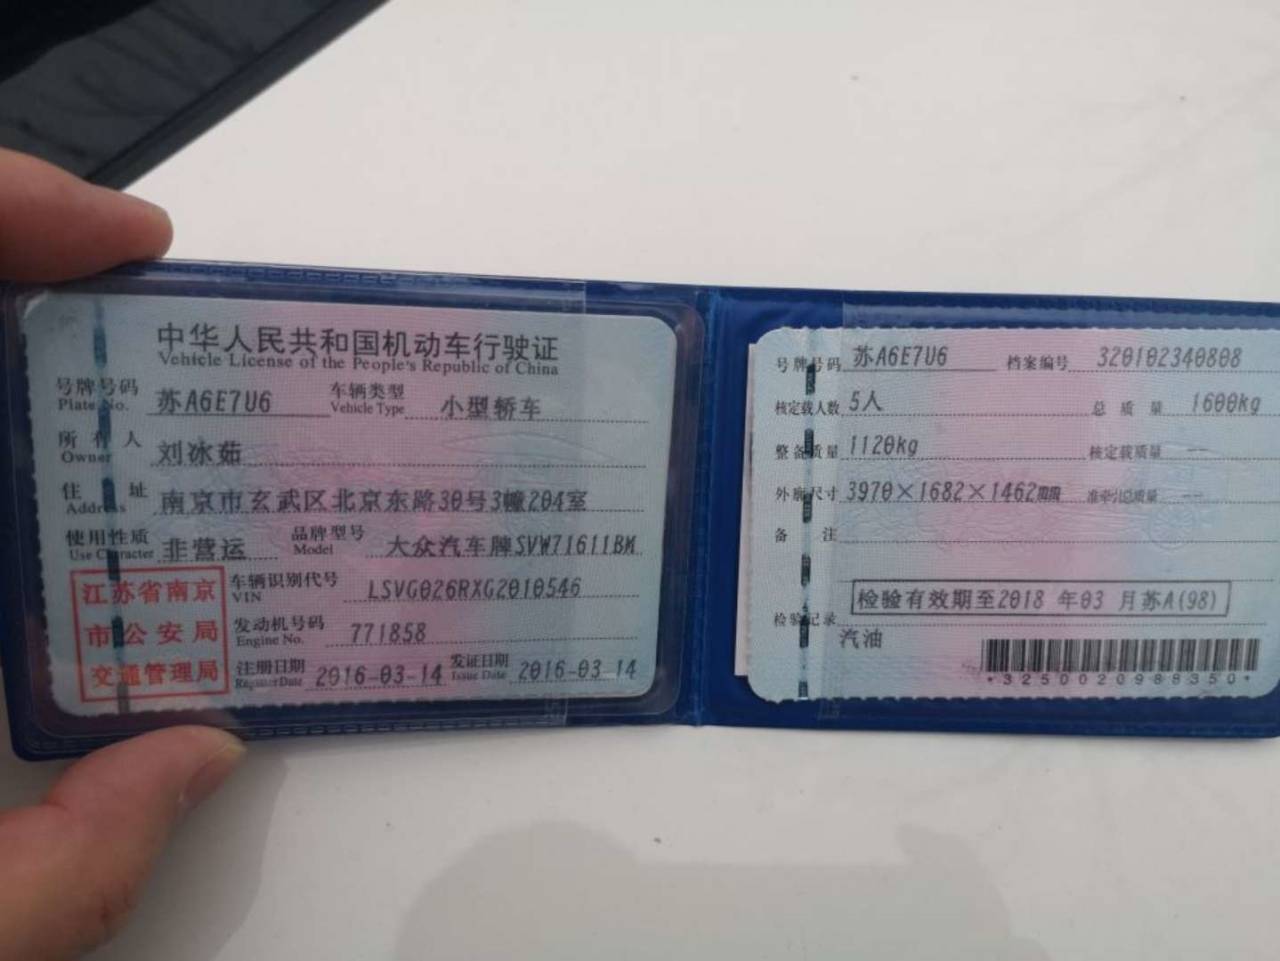 中华人民共和国机动车行驶证
Vehicle License of the People's Republic of China
号牌号码 苏A6E7U6 车辆类型 小型轿车
Plate No. Vehicle Type
所有人 刘冰茹
Owner
住址 南京市玄武区北京东路30号3幢204室
Address
使用性质 非营运 品牌型号 大众汽车牌SVW71611BM
Use Character Model
江苏省南京
市公安局
交通管理局
车辆识别代号 LSVG026RXG2010546
VIN
发动机号码 771858
Engine No.
注册日期 2016-03-14 发证日期 2016-03-14
Register Date Issue Date
号牌号码 苏A6E7U6 档案编号 320102340808
核定载人数 5人 总质量 1600kg
整备质量 1120kg 核定载质量 --
外廓尺寸 3970×1682×1462mm 准牵引总质量 --
备注
检验有效期至2018 年03 月苏A(98)
检验记录
汽油
*3250020988350*